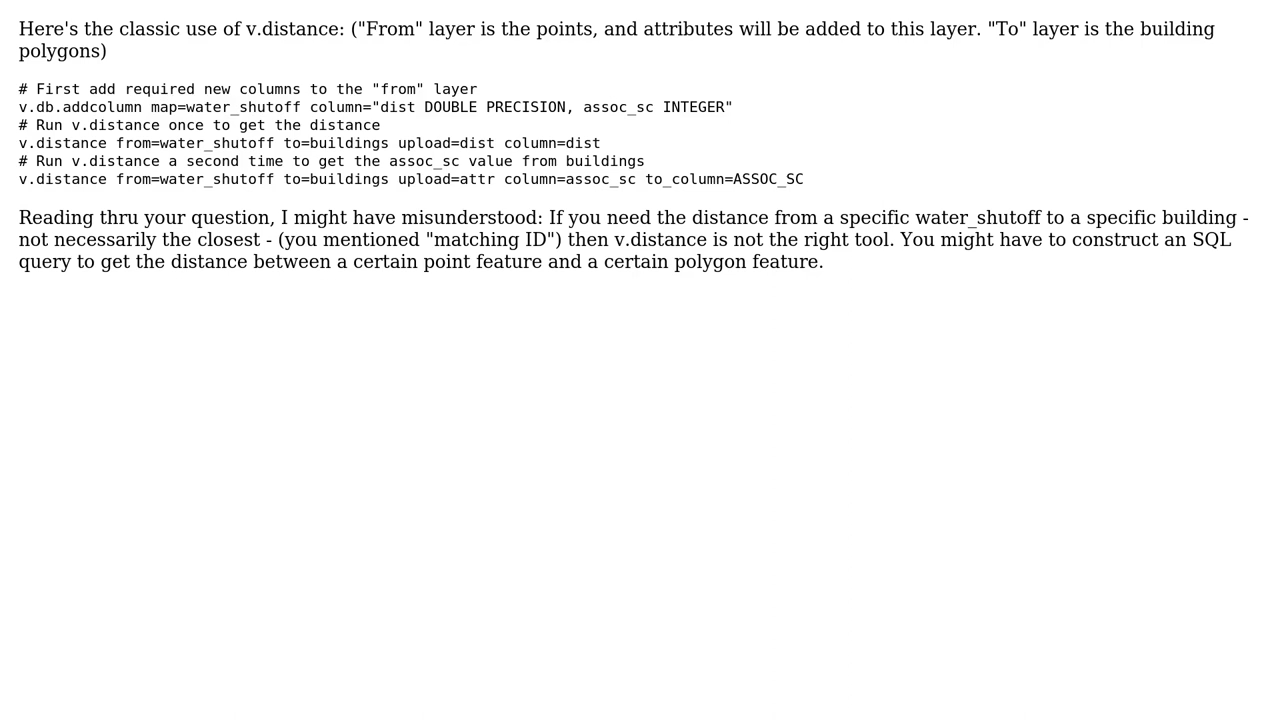 Here's the classic use of v.distance: ("From" layer is the points, and attributes will be added to this layer. "To" layer is the building
polygons)
# First add required new columns to the "from" layer
v.db.addcolumn map=water_shutoff column="dist DOUBLE PRECISION, assoc_sc INTEGER"
# Run v.distance once to get the distance
v.distance from=water_shutoff to=buildings upload=dist column=dist
# Run v.distance a second time to get the assoc_sc value from buildings
v.distance from=water_shutoff to=buildings upload=attr column=assoc_sc to_column=ASSOC_SC
Reading thru your question, I might have misunderstood: If you need the distance from a specific water_shutoff to a specific building -
not necessarily the closest - (you mentioned "matching ID") then v.distance is not the right tool. You might have to construct an SQL
query to get the distance between a certain point feature and a certain polygon feature.